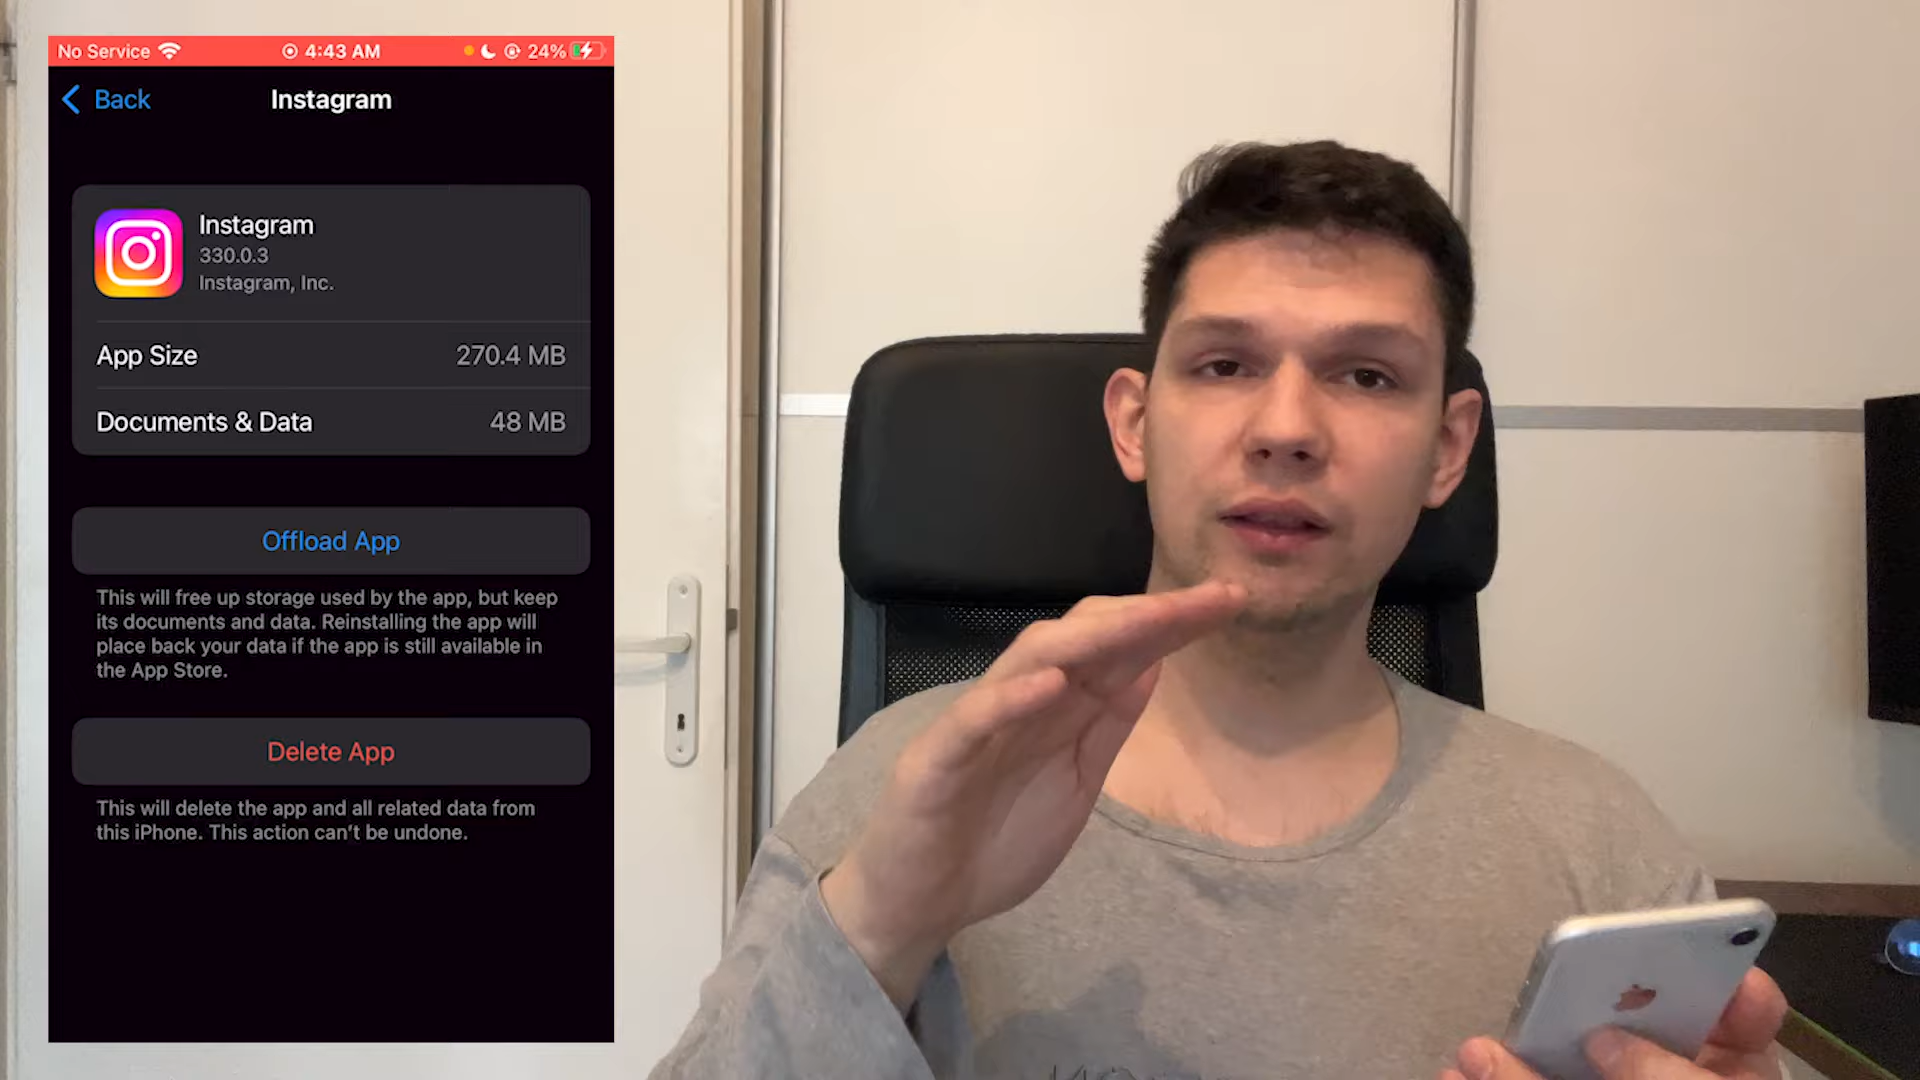 No Service 4:43 AM 24%
Back Instagram
Instagram
330.0.3
Instagram, Inc.
App Size 270.4 MB
Documents & Data 48 MB
Offload App
This will free up storage used by the app, but keep
its documents and data. Reinstalling the app will
place back your data if the app is still available in
the App Store.
Delete App
This will delete the app and all related data from
this iPhone. This action can't be undone.